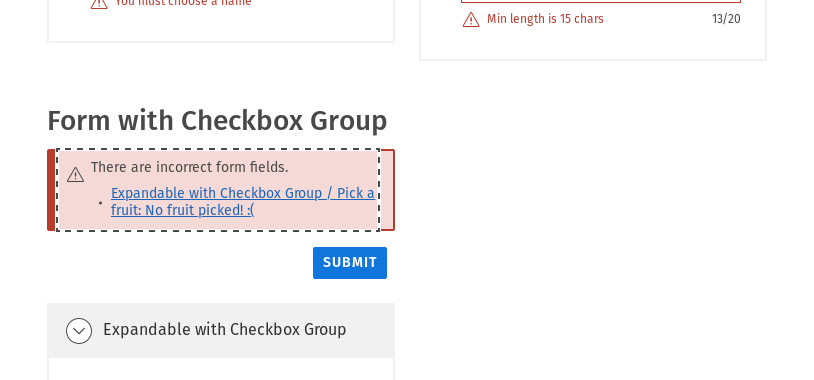 You must choose a name
Min length is 15 chars
13/20
Form with Checkbox Group
There are incorrect form fields.
Expandable with Checkbox Group / Pick a
fruit: No fruit picked! :(
SUBMIT
Expandable with Checkbox Group